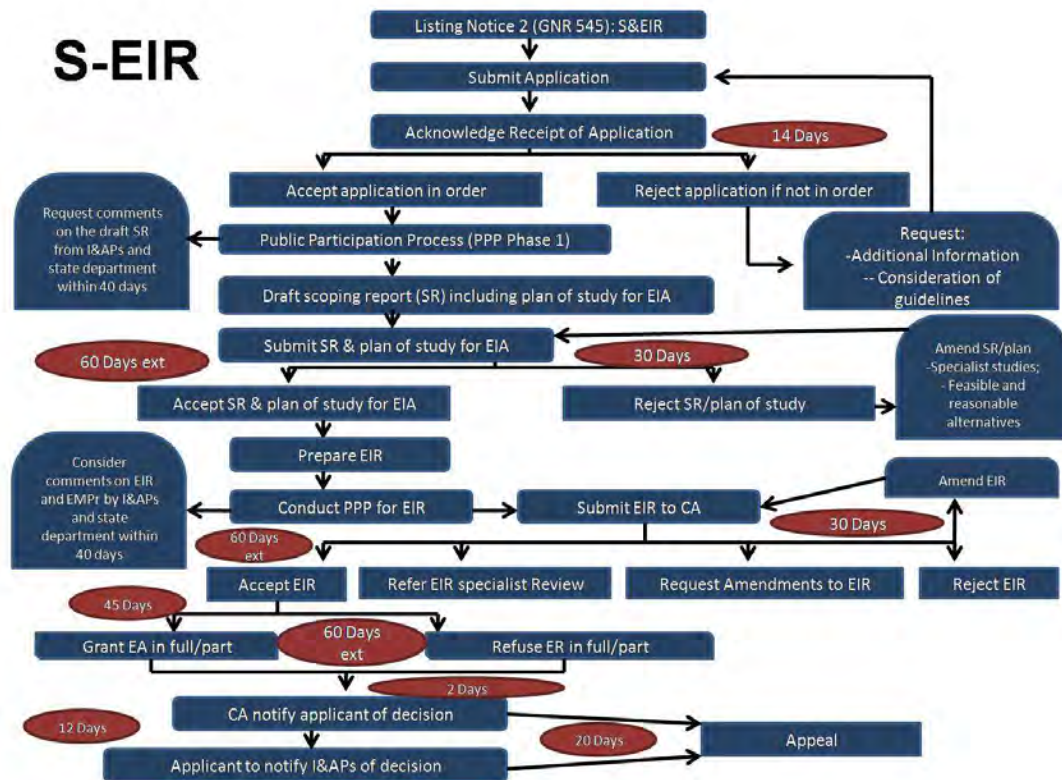 S-EIR
Listing Notice 2 (GNR 545): S&EIR
Submit Application
Acknowledge Receipt of Application
14 Days
Accept application in order
Reject application if not in order
Request comments
on the draft SR
from I&APs and
state department
within 40 days
Public Participation Process (PPP Phase 1)
Request:
-Additional Information
-- Consideration of
guidelines
Draft scoping report (SR) including plan of study for EIA
Submit SR & plan of study for EIA
60 Days ext
30 Days
Amend SR/plan
-Specialist studies;
- Feasible and
reasonable
alternatives
Accept SR & plan of study for EIA
Reject SR/plan of study
Prepare EIR
Consider
comments on EIR
and EMPr by I&APs
and state
department within
40 days
Conduct PPP for EIR
Submit EIR to CA
Amend EIR
30 Days
60 Days
ext
Accept EIR
Refer EIR specialist Review
Request Amendments to EIR
Reject EIR
45 Days
Grant EA in full/part
60 Days
ext
Refuse ER in full/part
2 Days
CA notify applicant of decision
12 Days
20 Days
Appeal
Applicant to notify I&APs of decision